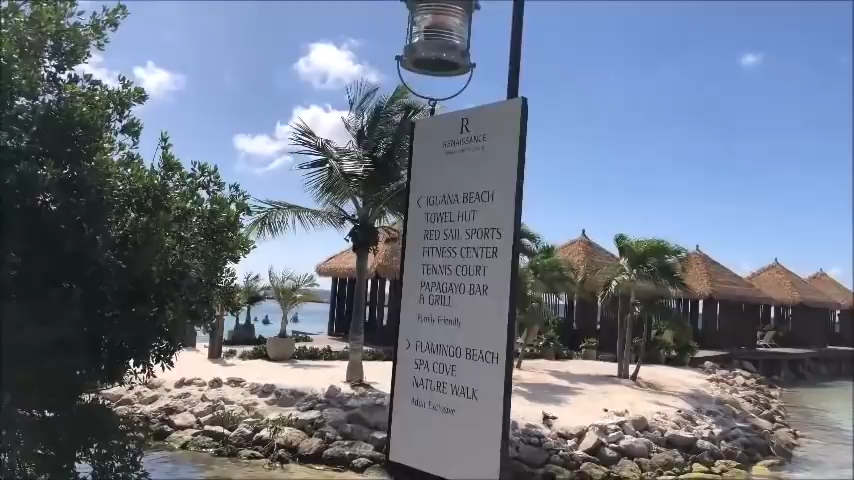 R
RENAISSANCE
< IGUANA BEACH
TOWEL HUT
RED SAIL SPORTS
FITNESS CENTER
TENNIS COURT
PAPAGAYO BAR
& GRILL
Family Friendly
> FLAMINGO BEACH
SPA COVE
NATURE WALK
Adult Exclusive